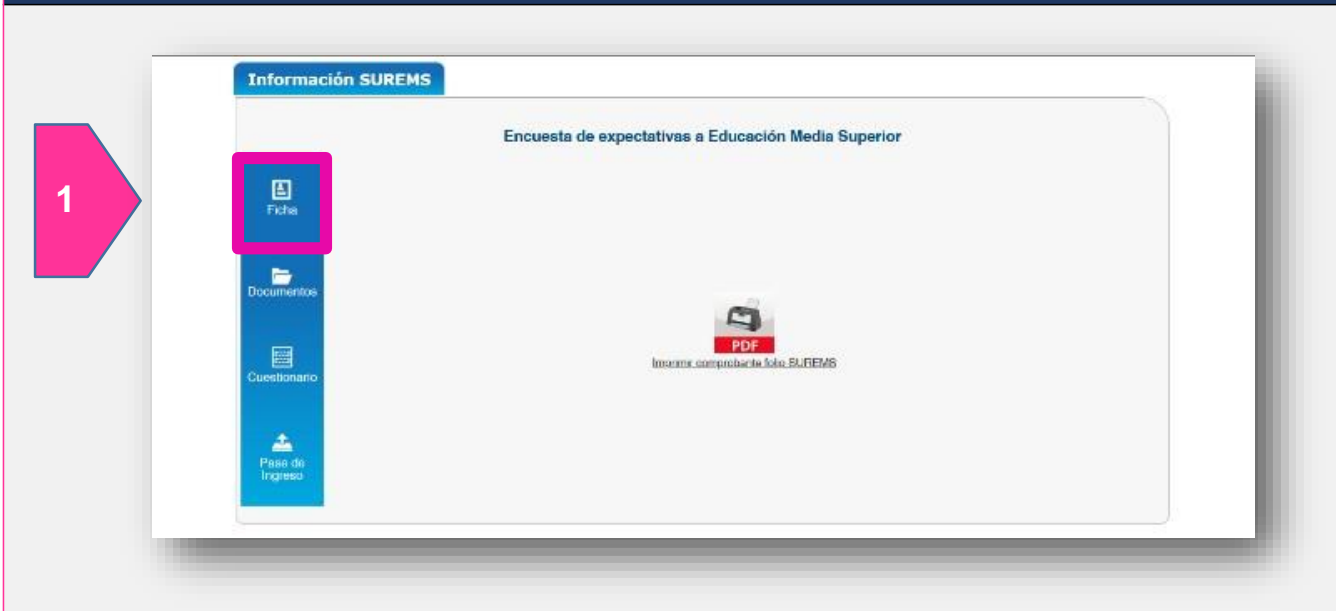 Información SUREMS
Encuesta de expectativas a Educación Media Superior
1
Ficha
Documentos
Cuestionario
Pase de
Ingreso
PDF
Imprimir comprobante folio SUREMS